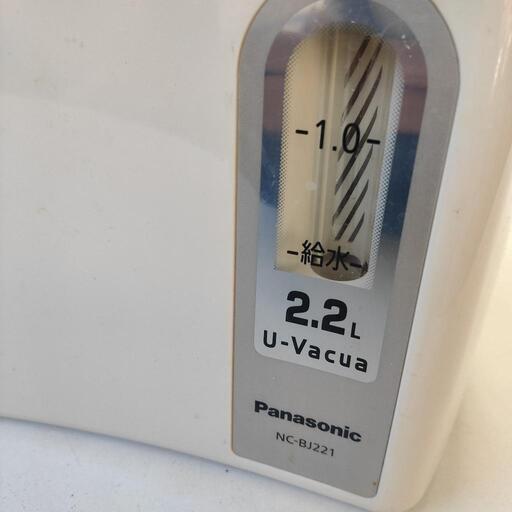 -1.0-
-給水-
2.2L
U-Vacua
Panasonic
NC-BJ221